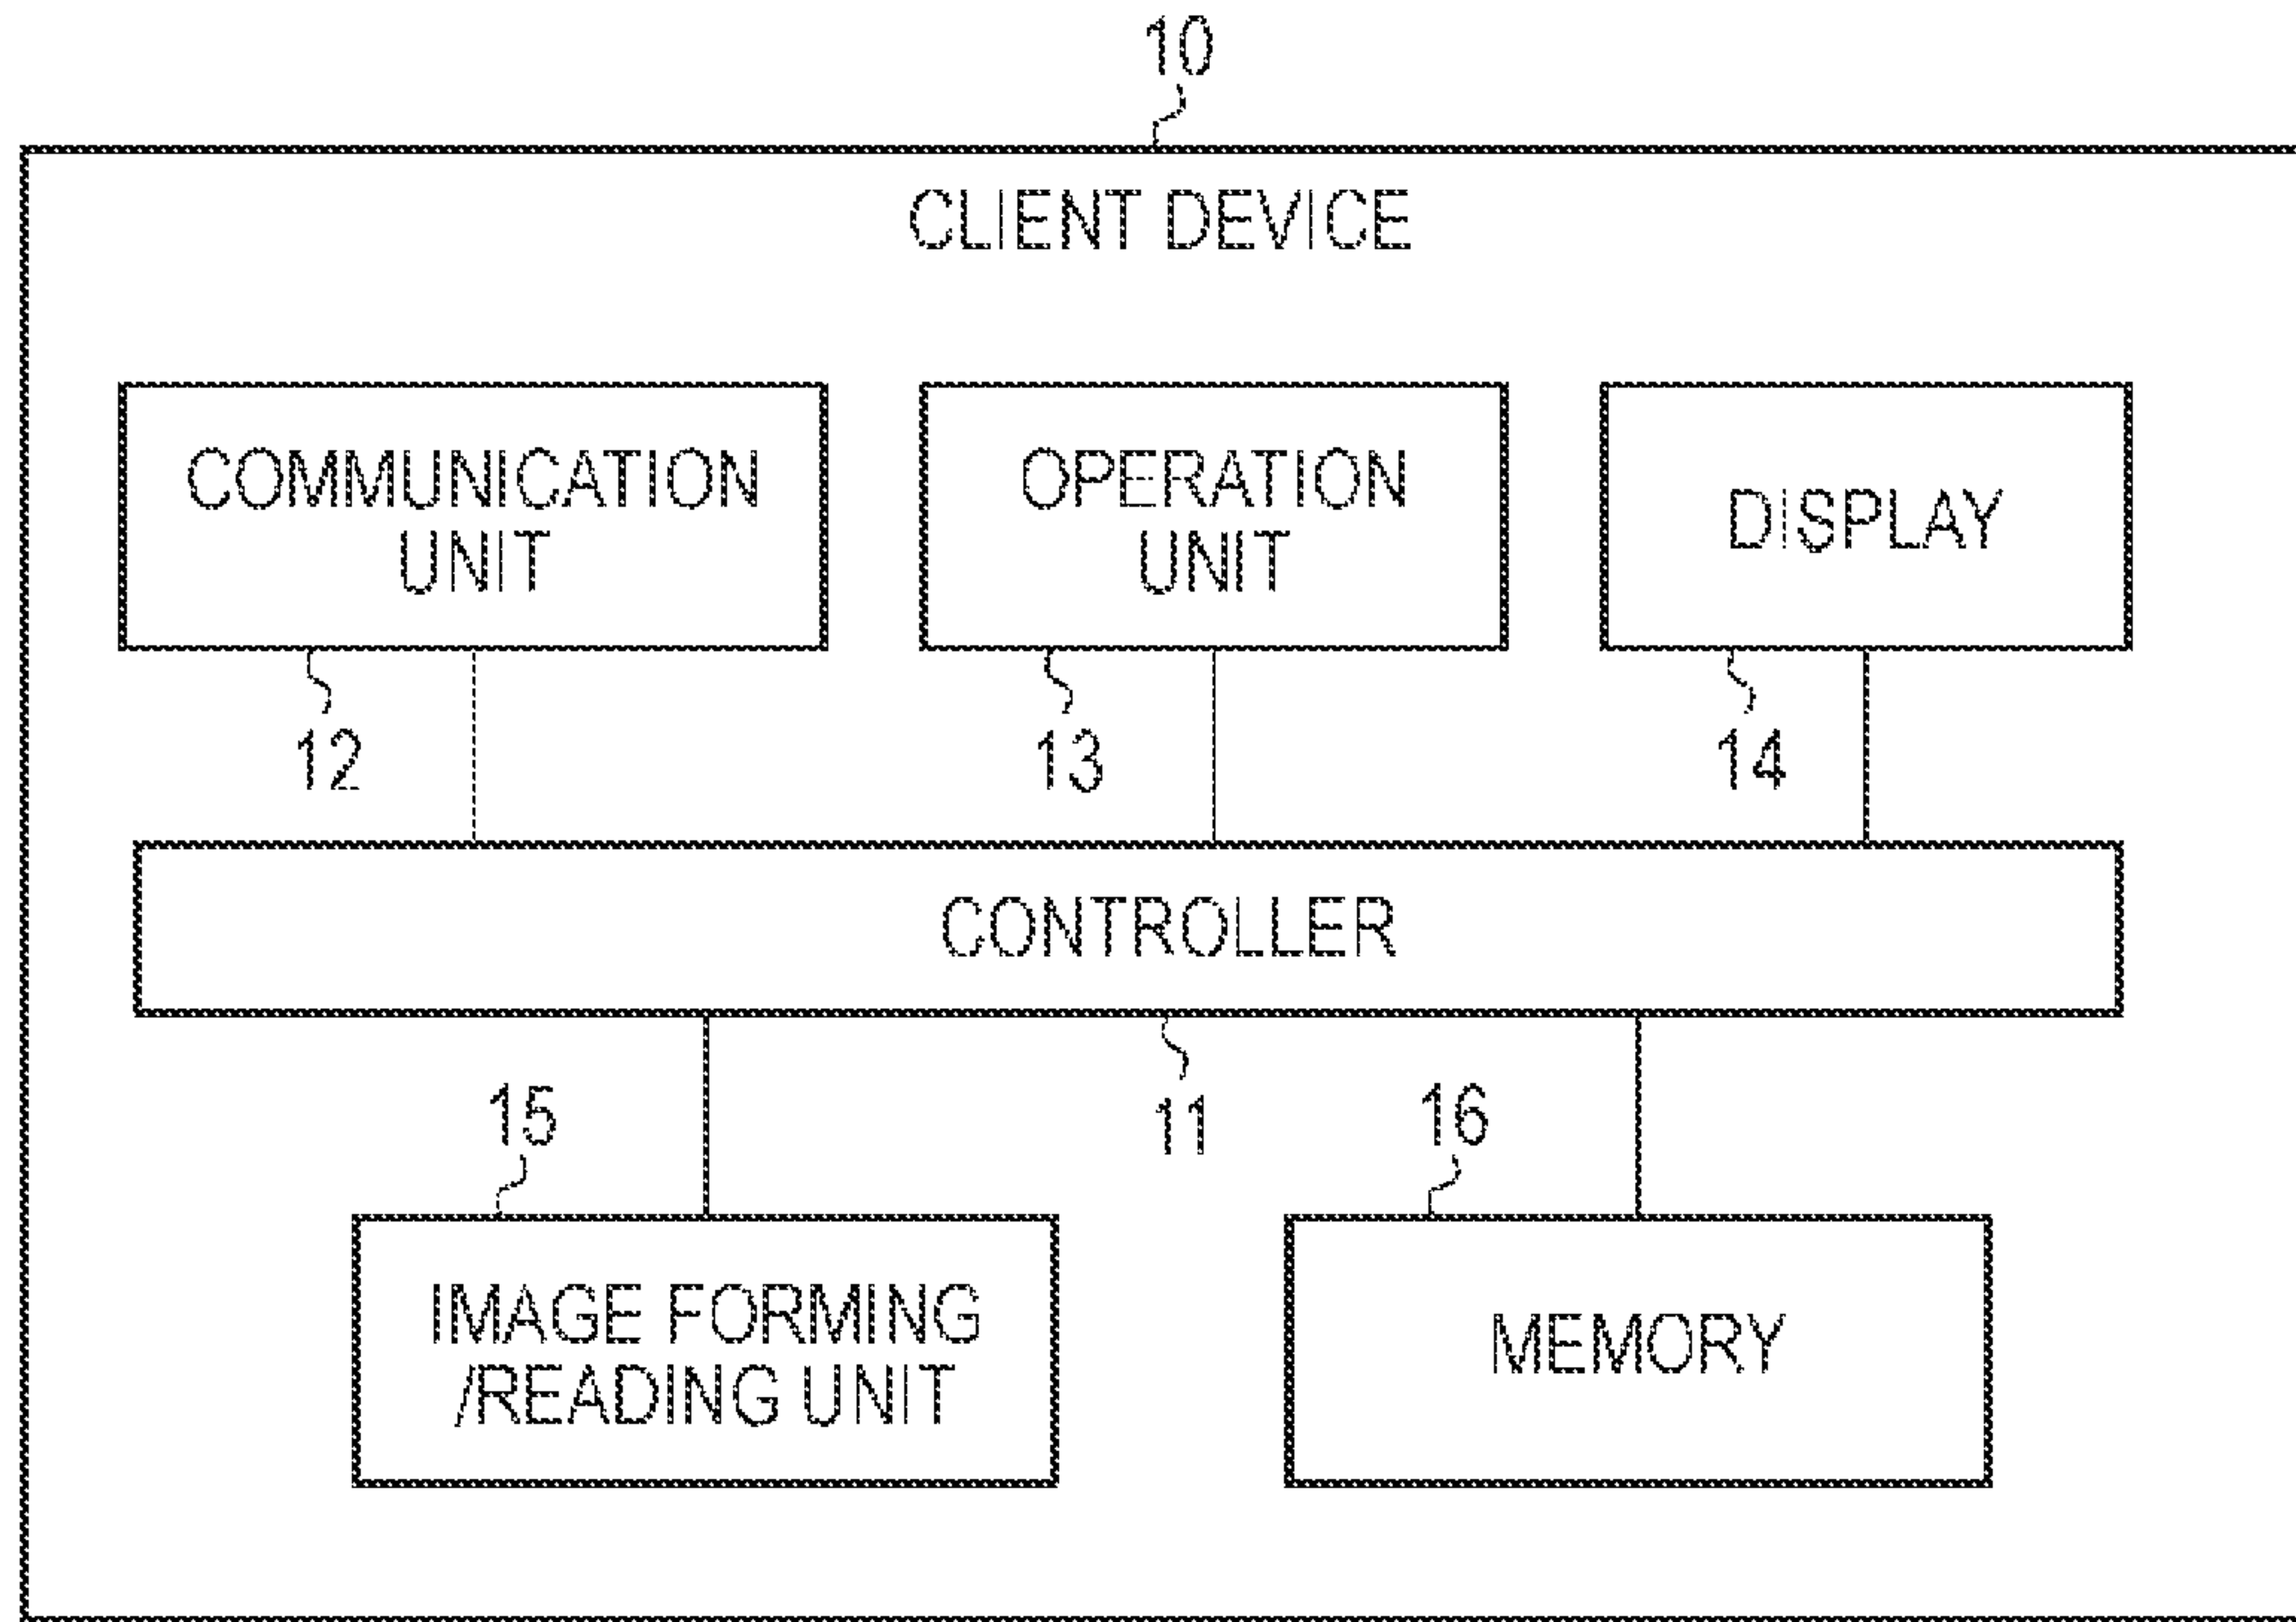 10
CLIENT DEVICE
COMMUNICATION
UNIT
OPERATION
UNIT
DISPLAY
12
13
14
CONTROLLER
15
11
16
IMAGE FORMING
/READING UNIT
MEMORY